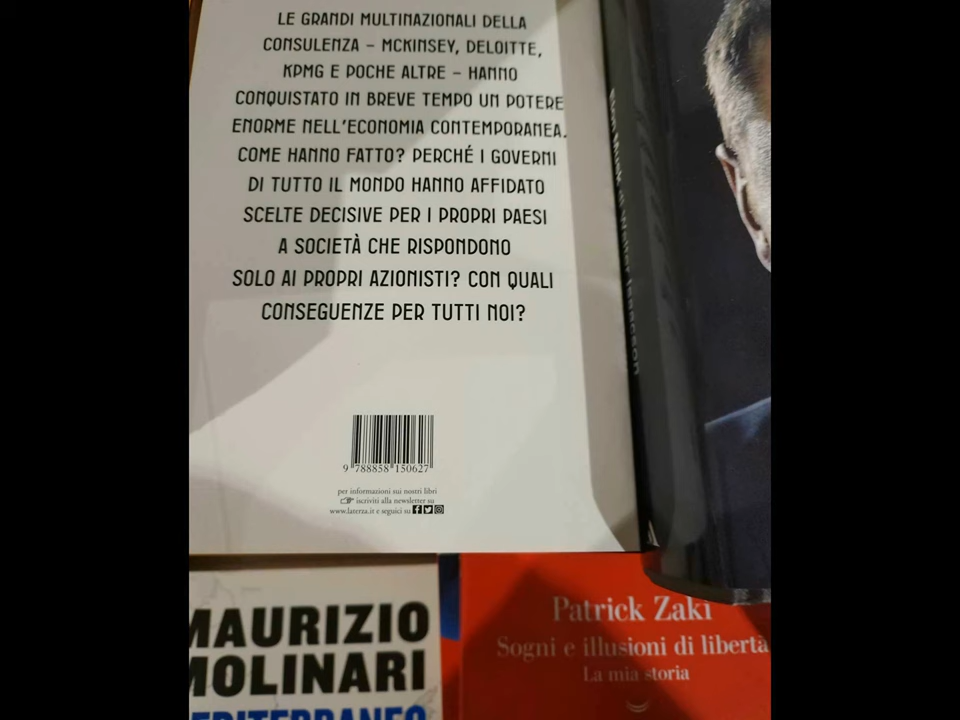 LE GRANDI MULTINAZIONALI DELLA
CONSULENZA – MCKINSEY, DELOITTE,
KPMG E POCHE ALTRE – HANNO
CONQUISTATO IN BREVE TEMPO UN POTERE
ENORME NELL'ECONOMIA CONTEMPORANEA.
COME HANNO FATTO? PERCHÉ I GOVERNI
DI TUTTO IL MONDO HANNO AFFIDATO
SCELTE DECISIVE PER I PROPRI PAESI
A SOCIETÀ CHE RISPONDONO
SOLO AI PROPRI AZIONISTI? CON QUALI
CONSEGUENZE PER TUTTI NOI?
9 788858 150627
per informazioni sui nostri libri
iscriviti alla newsletter su
www.laterza.it e seguici su
Walter Isaacson
MAURIZIO
MOLINARI
MEDITERRANEO
Patrick Zaki
Sogni e illusioni di libertà
La mia storia